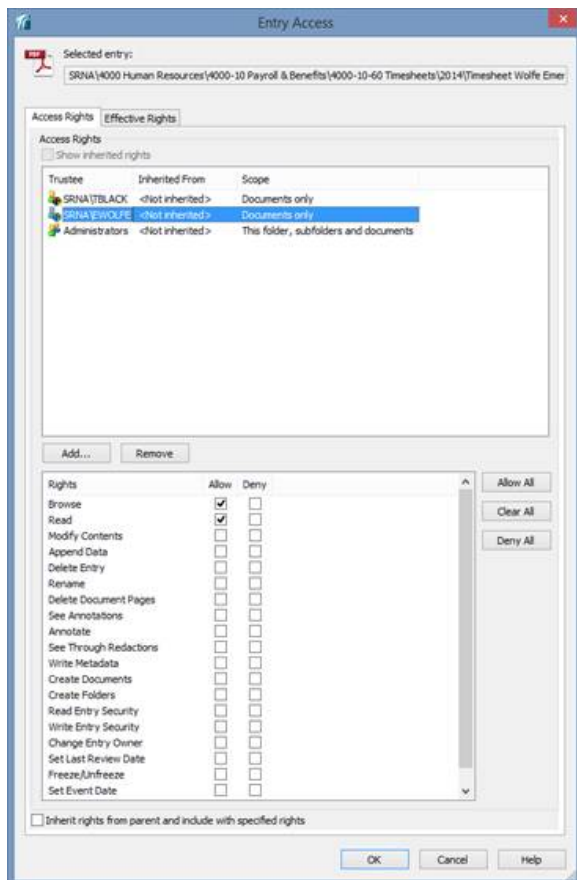 Entry Access
PDF
Selected entry:
SRNA\4000 Human Resources\4000-10 Payroll & Benefits\4000-10-60 Timesheets\2014\Timesheet Wolfe Emer
Access Rights Effective Rights
Access Rights
Show inherited rights
Trustee Inherited From Scope
SRNA\TBLACK <Not inherited> Documents only
SRNA\EWOLFE <Not inherited> Documents only
Administrators <Not inherited> This folder, subfolders and documents
Add... Remove
Rights Allow Deny Allow All
Browse
Read Clear All
Modify Contents Deny All
Append Data
Delete Entry
Rename
Delete Document Pages
See Annotations
Annotate
See Through Redactions
Write Metadata
Create Documents
Create Folders
Read Entry Security
Write Entry Security
Change Entry Owner
Set Last Review Date
Freeze/Unfreeze
Set Event Date
Inherit rights from parent and include with specified rights
OK Cancel Help